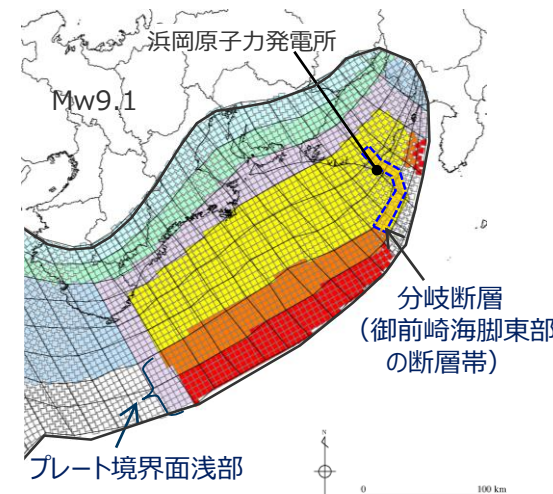 浜岡原子力発電所
Mw9.1
分岐断層
（御前崎海脚東部
の断層帯）
プレート境界面浅部
N
0 100 km